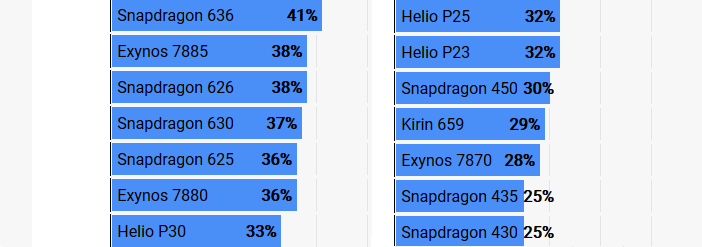 Snapdragon 636 41%
Exynos 7885 38%
Snapdragon 626 38%
Snapdragon 630 37%
Snapdragon 625 36%
Exynos 7880 36%
Helio P30 33%
Helio P25 32%
Helio P23 32%
Snapdragon 450 30%
Kirin 659 29%
Exynos 7870 28%
Snapdragon 435 25%
Snapdragon 430 25%